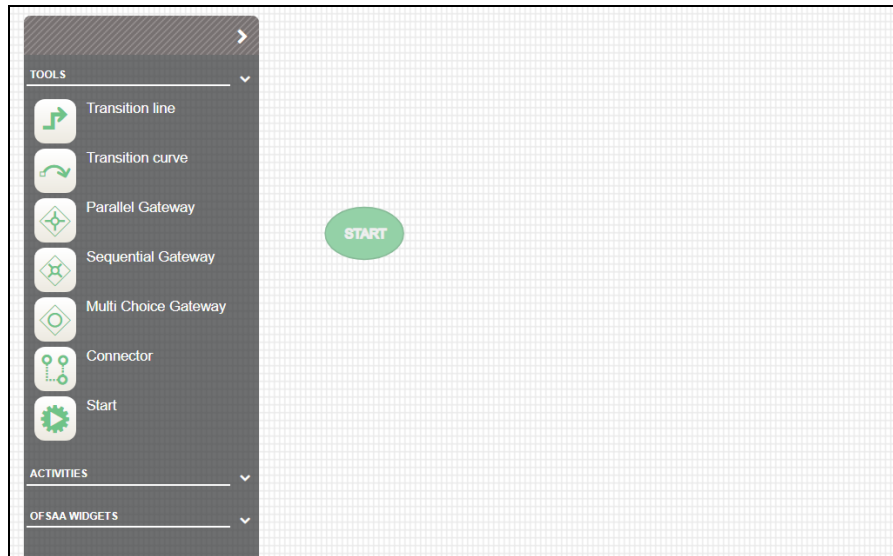 TOOLS
Transition line
Transition curve
Parallel Gateway
START
Sequential Gateway
Multi Choice Gateway
Connector
Start
ACTIVITIES
OFSAA WIDGETS